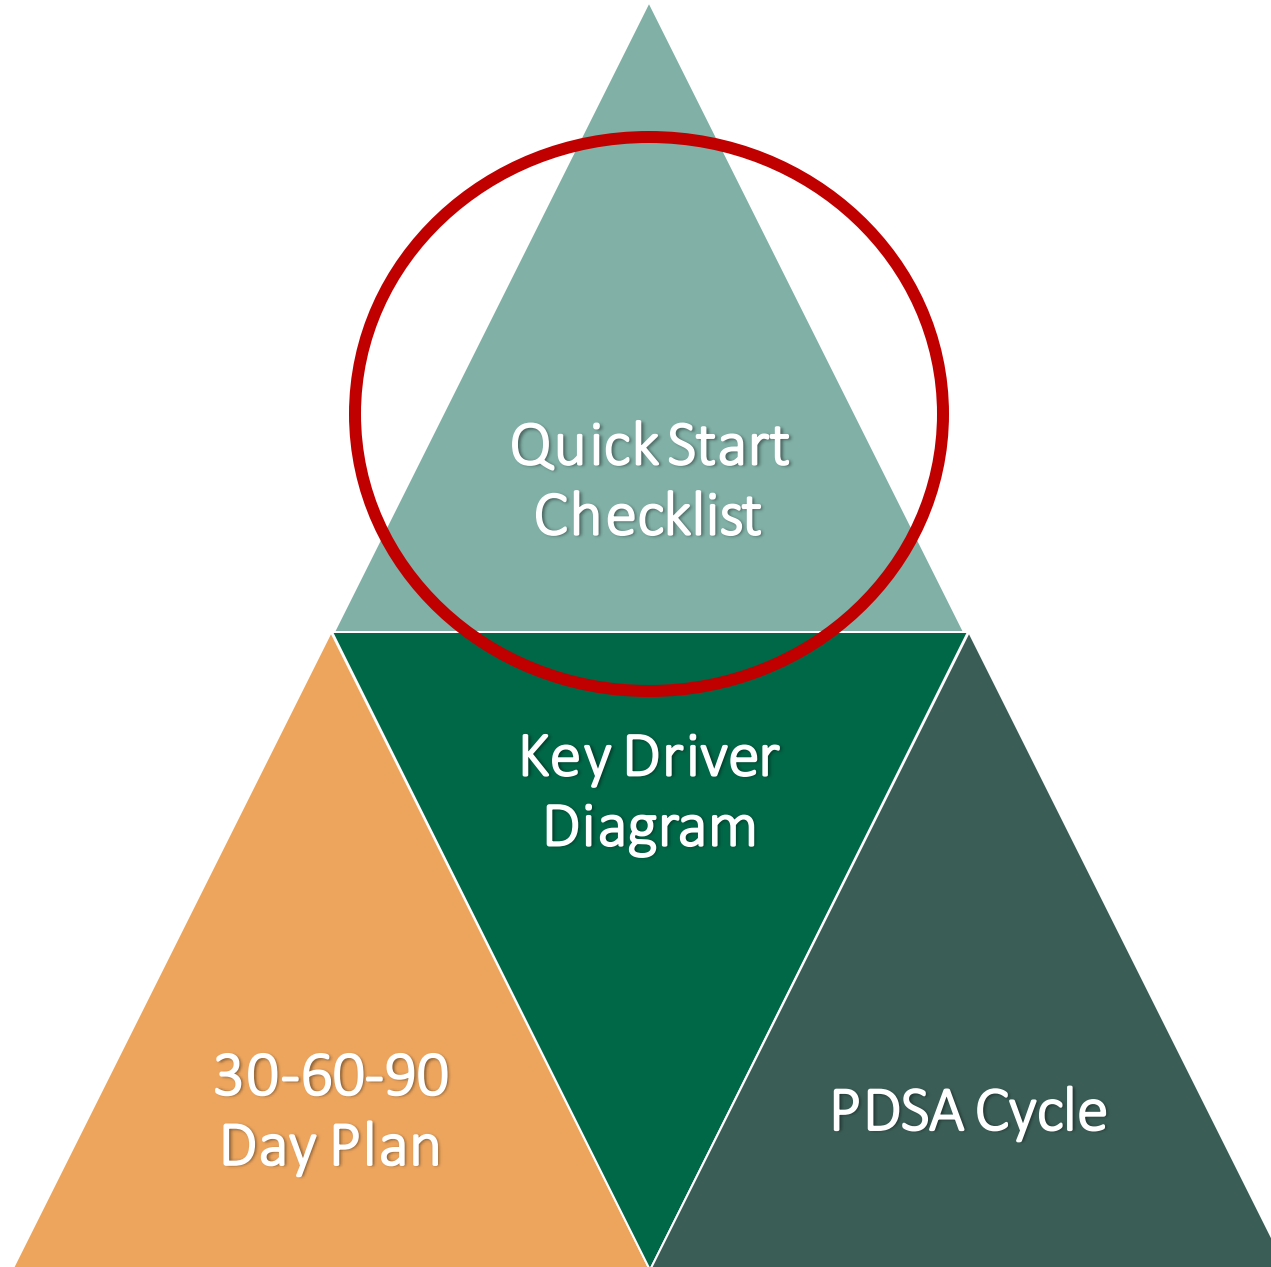 Quick Start
Checklist
Key Driver
Diagram
30-60-90
Day Plan
PDSA Cycle